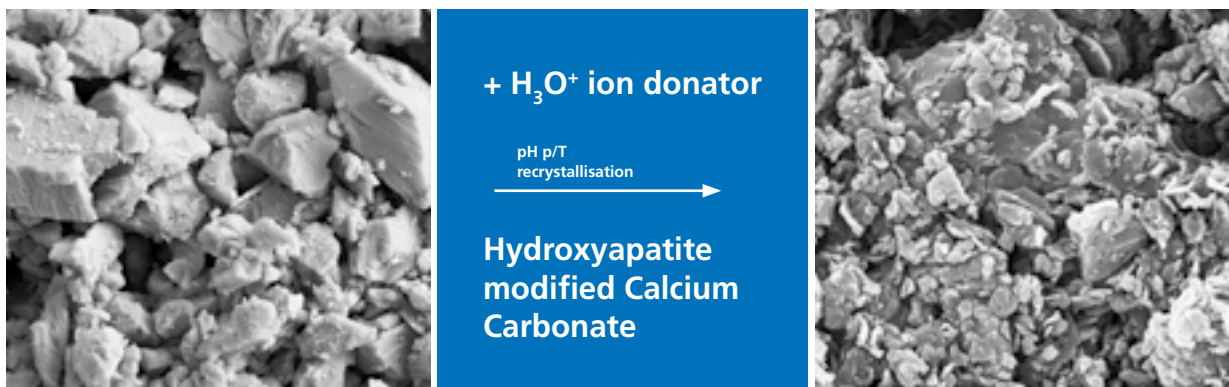 + H₃O⁺ ion donator
pH p/T
recrystallisation
Hydroxyapatite
modified Calcium
Carbonate